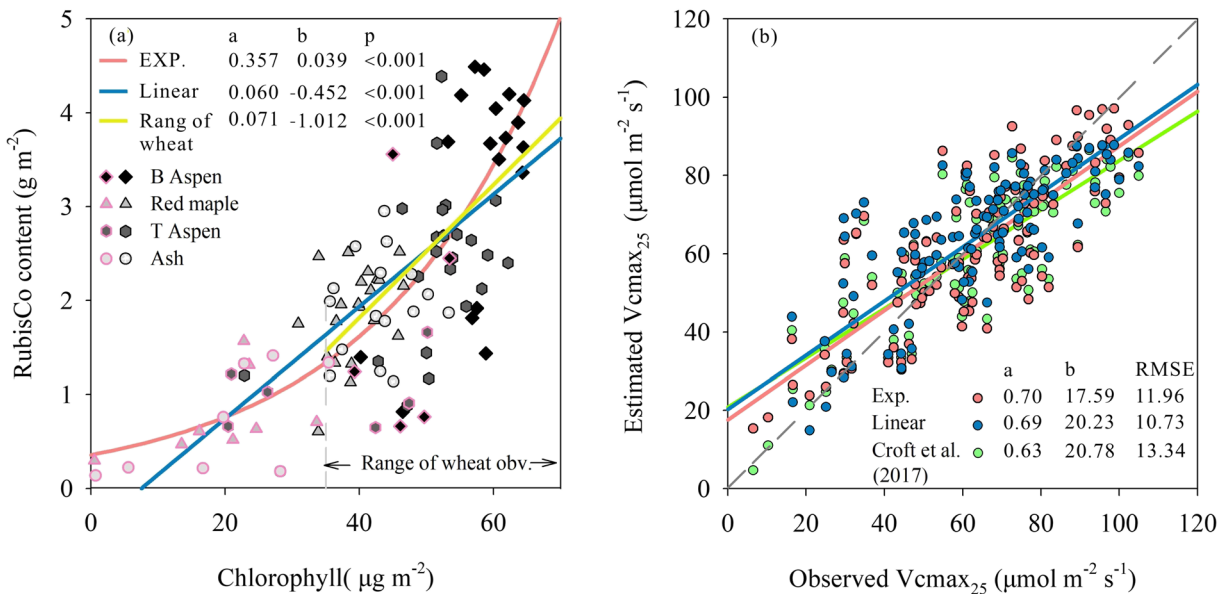 (a) a b p
EXP. 0.357 0.039 <0.001
Linear 0.060 -0.452 <0.001
Rang of 0.071 -1.012 <0.001
wheat
B Aspen
Red maple
T Aspen
Ash
Range of wheat obv.
5
4
3
2
1
0
0 20 40 60
RubisCo content (g m⁻²)
Chlorophyll( μg m⁻²)
(b)
120
100
80
60
40
20
0
0 20 40 60 80 100 120
a b RMSE
Exp. 0.70 17.59 11.96
Linear 0.69 20.23 10.73
Croft et al. 0.63 20.78 13.34
(2017)
Estimated Vcmax₂₅ (μmol m⁻² s⁻¹)
Observed Vcmax₂₅ (μmol m⁻² s⁻¹)